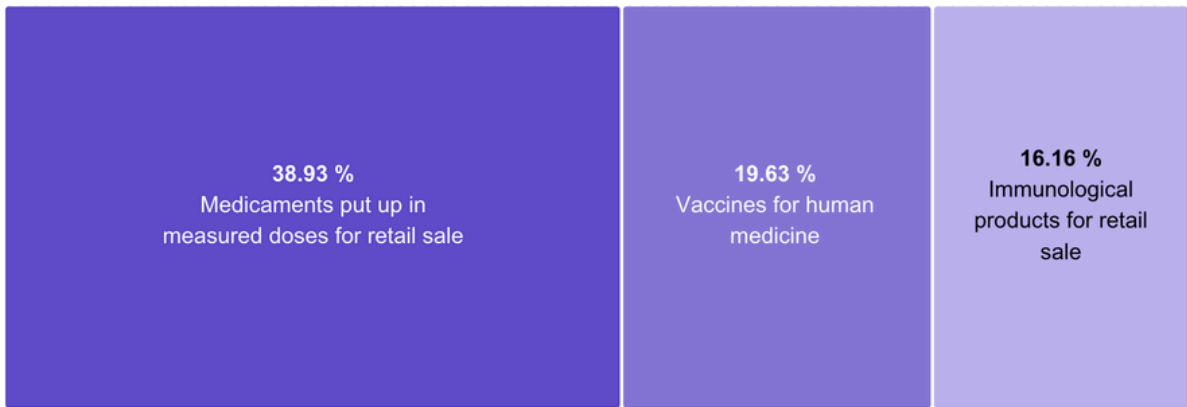 38.93 %
Medicaments put up in
measured doses for retail sale
19.63 %
Vaccines for human
medicine
16.16 %
Immunological
products for retail
sale